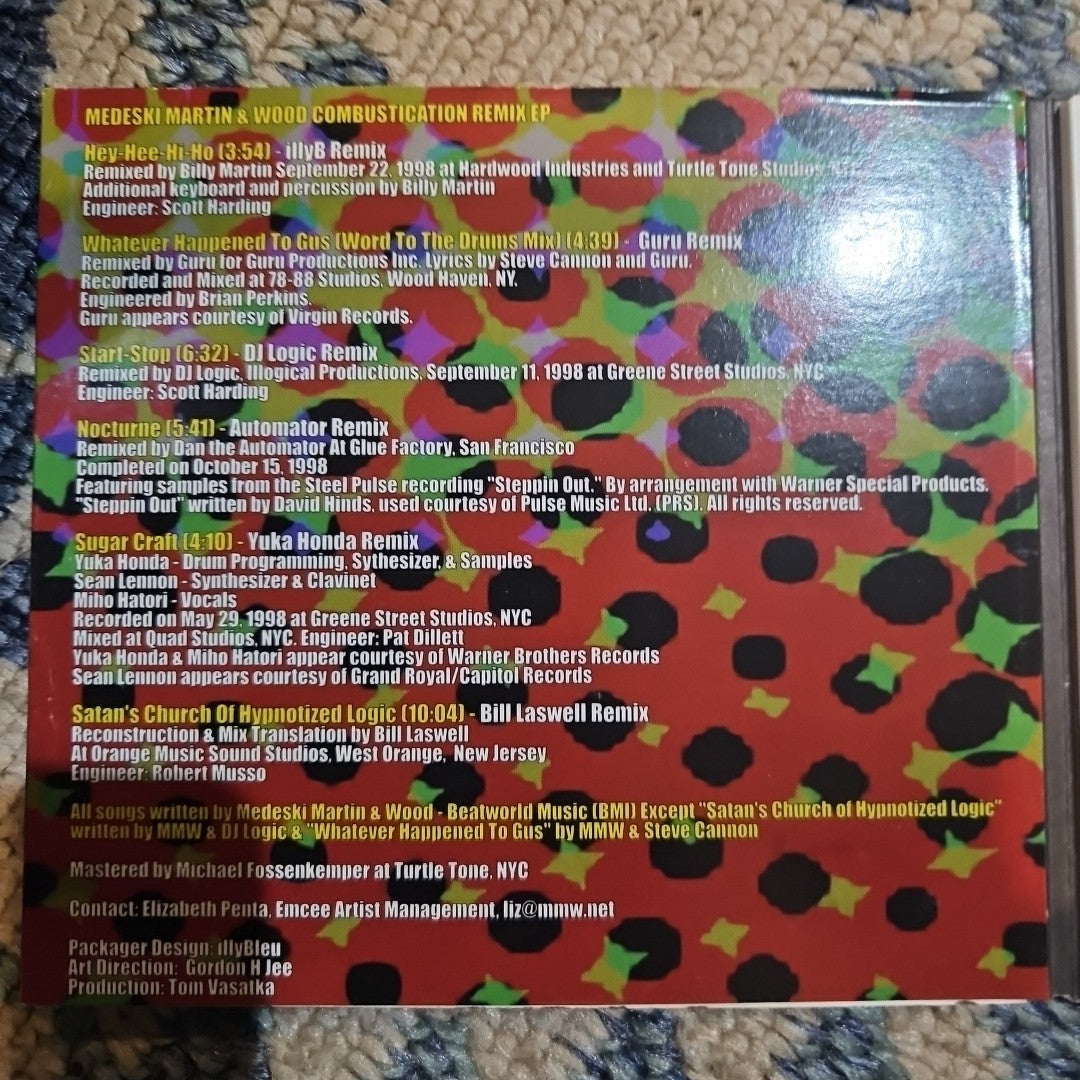 MEDESKI MARTIN & WOOD COMBUSTICATION REMIX EP
Hey-Hee-Hi-Ho (3:54) - illyB Remix
Remixed by Billy Martin September 22, 1998 at Hardwood Industries and Turtle Tone Studios, NYC
Additional keyboard and percussion by Billy Martin
Engineer: Scott Harding
Whatever Happened To Gus (Word To The Drums Mix) (4:39) - Guru Remix
Remixed by Guru for Guru Productions Inc. Lyrics by Steve Cannon and Guru.
Recorded and Mixed at 78-88 Studios, Wood Haven, NY.
Engineered by Brian Perkins.
Guru appears courtesy of Virgin Records.
Start-Stop (6:32) - DJ Logic Remix
Remixed by DJ Logic, Illogical Productions, September 11, 1998 at Greene Street Studios, NYC
Engineer: Scott Harding
Nocturne (5:41) - Automator Remix
Remixed by Dan the Automator At Glue Factory, San Francisco
Completed on October 15, 1998
Featuring samples from the Steel Pulse recording "Steppin Out." By arrangement with Warner Special Products.
"Steppin Out" written by David Hinds, used courtesy of Pulse Music Ltd. (PRS). All rights reserved.
Sugar Craft (4:10) - Yuka Honda Remix
Yuka Honda - Drum Programming, Sythesizer, & Samples
Sean Lennon - Synthesizer & Clavinet
Miho Hatori - Vocals
Recorded on May 29, 1998 at Greene Street Studios, NYC
Mixed at Quad Studios, NYC. Engineer: Pat Dillett
Yuka Honda & Miho Hatori appear courtesy of Warner Brothers Records
Sean Lennon appears courtesy of Grand Royal/Capitol Records
Satan's Church Of Hypnotized Logic (10:04) - Bill Laswell Remix
Reconstruction & Mix Translation by Bill Laswell
At Orange Music Sound Studios, West Orange, New Jersey
Engineer: Robert Musso
All songs written by Medeski Martin & Wood - Beatworld Music (BMI) Except "Satan's Church of Hypnotized Logic"
written by MMW & DJ Logic & "Whatever Happened To Gus" by MMW & Steve Cannon
Mastered by Michael Fossenkemper at Turtle Tone, NYC
Contact: Elizabeth Penta, Emcee Artist Management, liz@mmw.net
Packager Design: illyBleu
Art Direction: Gordon H Jee
Production: Tom Vasatka